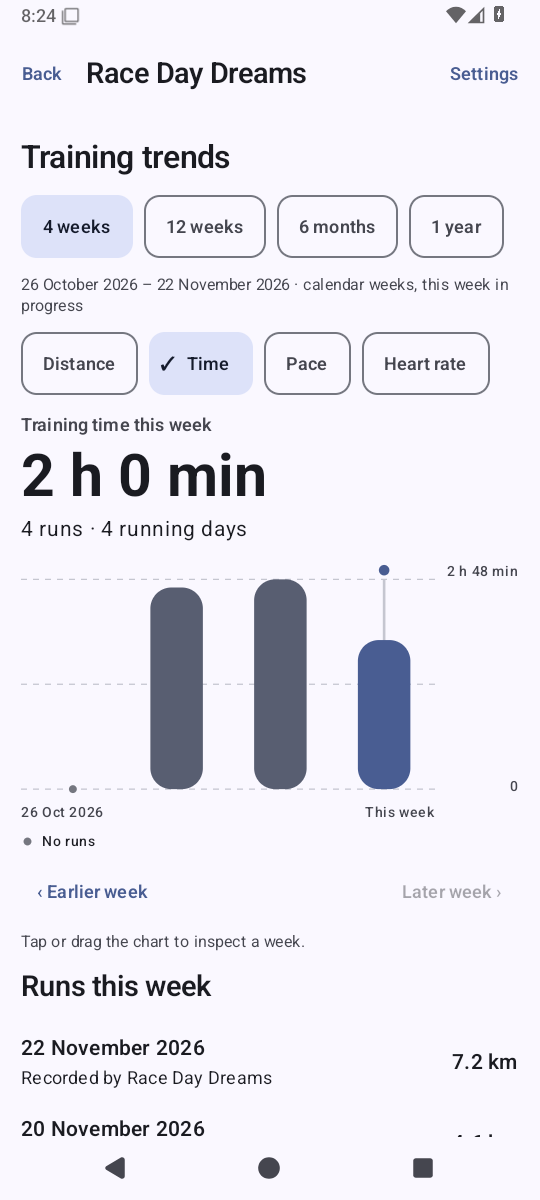 8:24
Back Race Day Dreams Settings
Training trends
4 weeks 12 weeks 6 months 1 year
26 October 2026 – 22 November 2026 · calendar weeks, this week in
progress
Distance ✓ Time Pace Heart rate
Training time this week
2 h 0 min
4 runs · 4 running days
2 h 48 min
0
26 Oct 2026 This week
No runs
‹ Earlier week Later week ›
Tap or drag the chart to inspect a week.
Runs this week
22 November 2026
7.2 km
Recorded by Race Day Dreams
20 November 2026